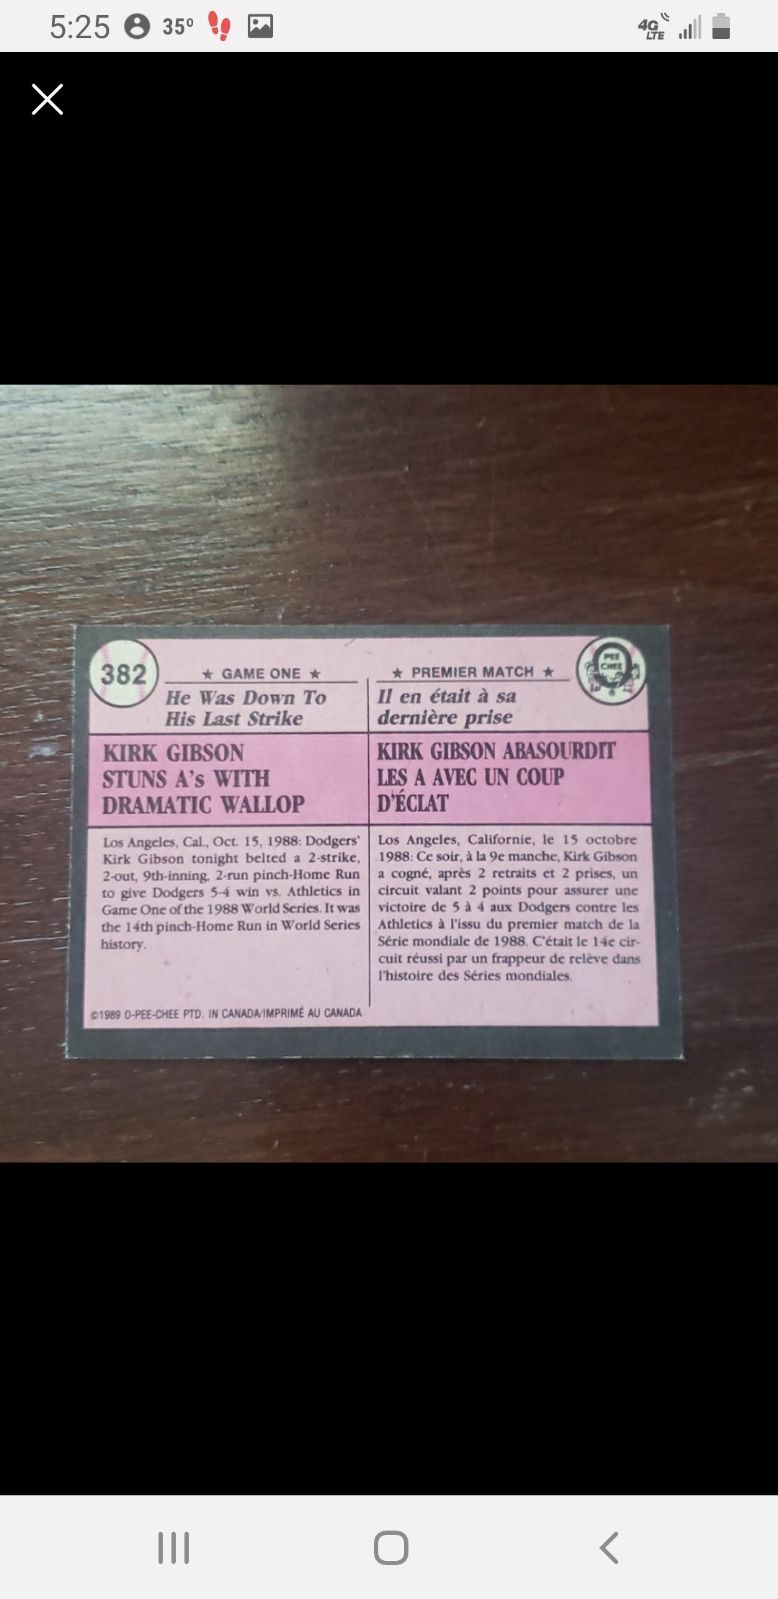 5:25 35° 4G LTE
382
★ GAME ONE ★
He Was Down To
His Last Strike
KIRK GIBSON
STUNS A's WITH
DRAMATIC WALLOP
Los Angeles, Cal., Oct. 15, 1988: Dodgers'
Kirk Gibson tonight belted a 2-strike,
2-out, 9th-inning, 2-run pinch-Home Run
to give Dodgers 5-4 win vs. Athletics in
Game One of the 1988 World Series. It was
the 14th pinch-Home Run in World Series
history.
©1989 O-PEE-CHEE PTD. IN CANADA/IMPRIMÉ AU CANADA
★ PREMIER MATCH ★
PEE
CHEE
Il en était à sa
dernière prise
KIRK GIBSON ABASOURDIT
LES A AVEC UN COUP
D'ÉCLAT
Los Angeles, Californie, le 15 octobre
1988: Ce soir, à la 9e manche, Kirk Gibson
a cogné, après 2 retraits et 2 prises, un
circuit valant 2 points pour assurer une
victoire de 5 à 4 aux Dodgers contre les
Athletics à l'issu du premier match de la
Série mondiale de 1988. C'était le 14e cir-
cuit réussi par un frappeur de relève dans
l'histoire des Séries mondiales.